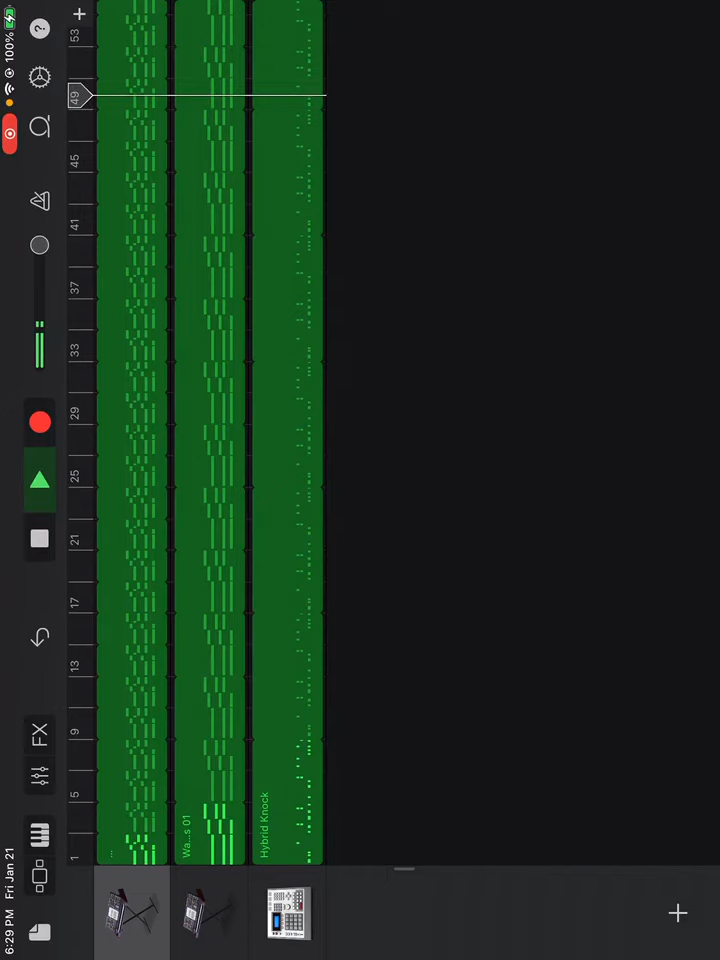 6:29 PM Fri Jan 21
100%
FX
?
1 5 9 13 17 21 25 29 33 37 41 45 49 53
+
...
Wa...s 01
Hybrid Knock
+